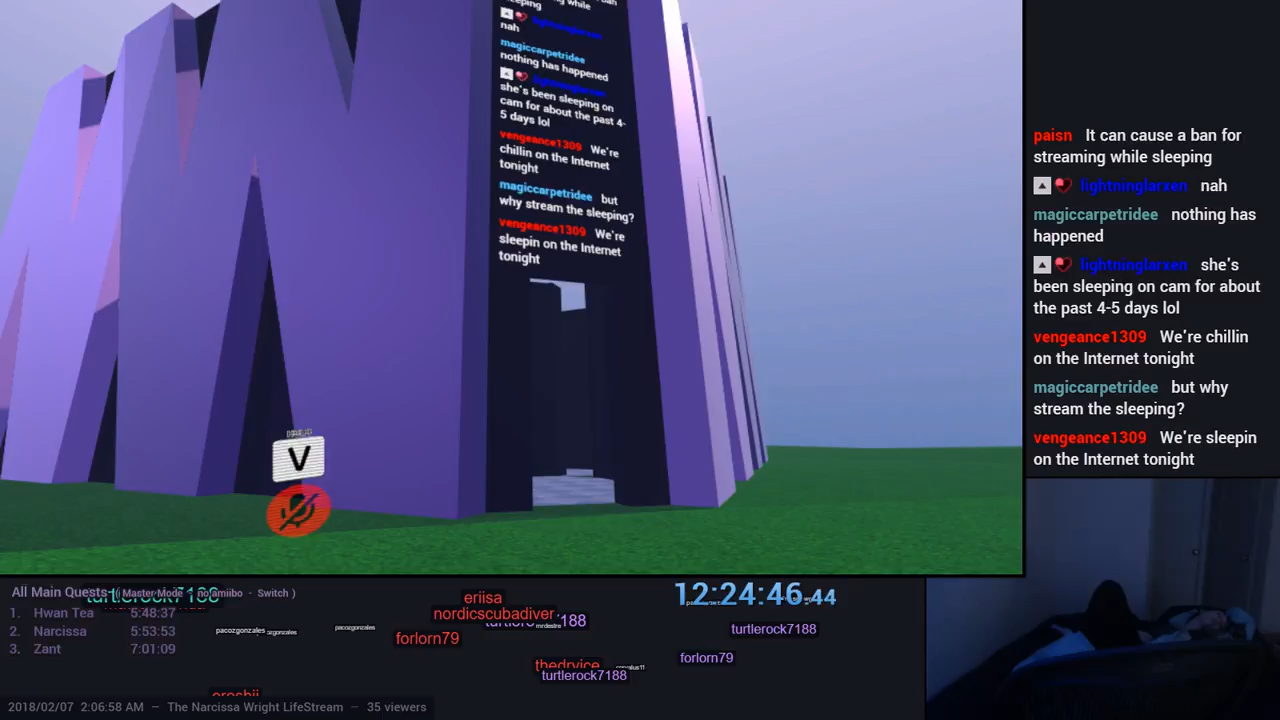 sleeping
nah
magiccarpetridee
nothing has happened
lightninglarxen
she's been sleeping on
cam for about the past 4-
5 days lol
vengeance1309 We're
chillin on the Internet
tonight
magiccarpetridee but
why stream the sleeping?
vengeance1309 We're
sleepin on the Internet
tonight
V
paisn It can cause a ban for
streaming while sleeping
lightninglarxen nah
magiccarpetridee nothing has
happened
lightninglarxen she's
been sleeping on cam for about
the past 4-5 days lol
vengeance1309 We're chillin
on the Internet tonight
magiccarpetridee but why
stream the sleeping?
vengeance1309 We're sleepin
on the Internet tonight
All Main Quests ( Master Mode - no amiibo - Switch )
turtlerock7188
1. Hwan Tea 5:48:37
2. Narcissa 5:53:53
3. Zant 7:01:09
pacozgonzales
pacozgonzales
eriisa
nordicscubadiver
188
forlorn79
thedrvice
turtlerock7188
12:24:46.44
turtlerock7188
forlorn79
2018/02/07 2:06:58 AM — The Narcissa Wright LifeStream — 35 viewers